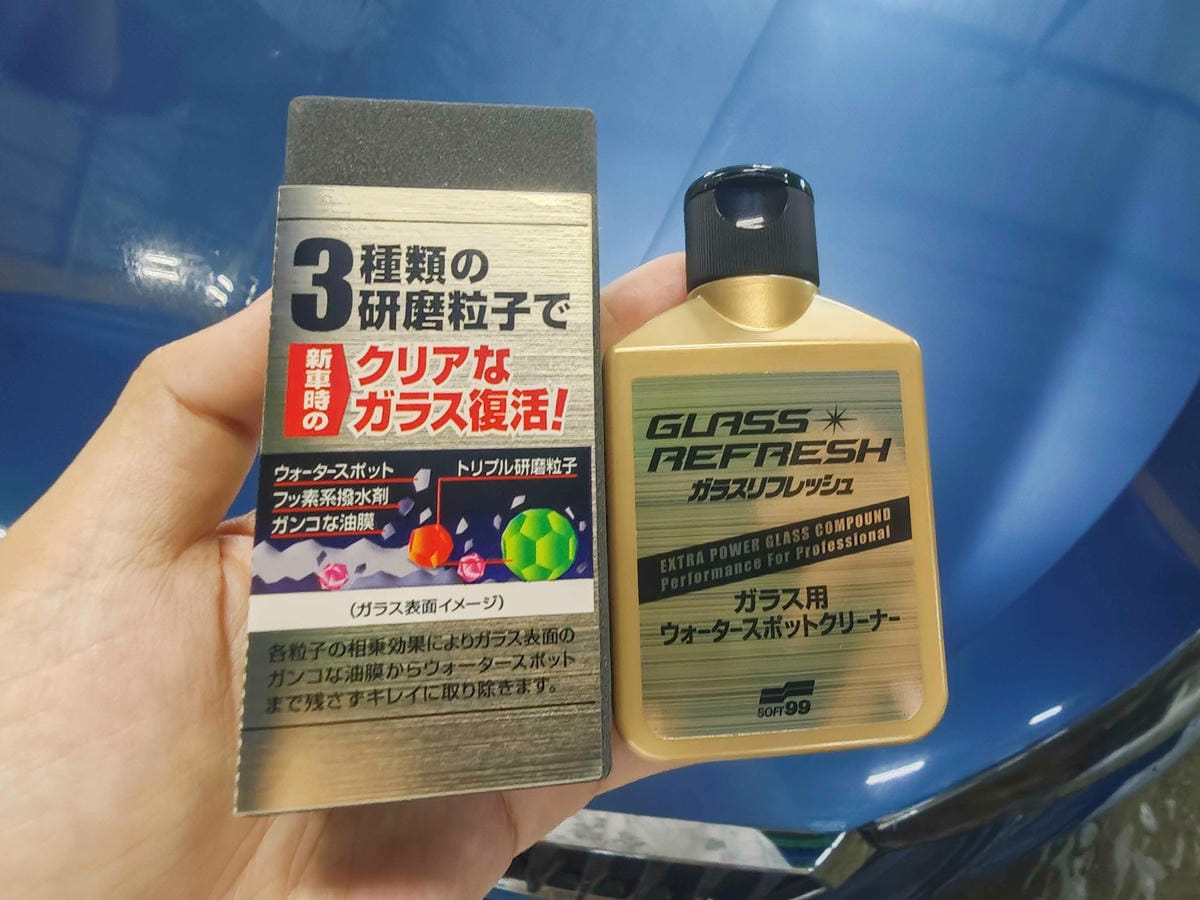 3種類の
研磨粒子で
新車時の
クリアな
ガラス復活!
ウォータースポット
フッ素系撥水剤
ガンコな油膜
トリプル研磨粒子
(ガラス表面イメージ)
各粒子の相乗効果によりガラス表面の
ガンコな油膜からウォータースポット
まで残さずキレイに取り除きます。
GLASS
REFRESH
ガラスリフレッシュ
EXTRA POWER GLASS COMPOUND
Performance For Professional
ガラス用
ウォータースポットクリーナー
SOFT99